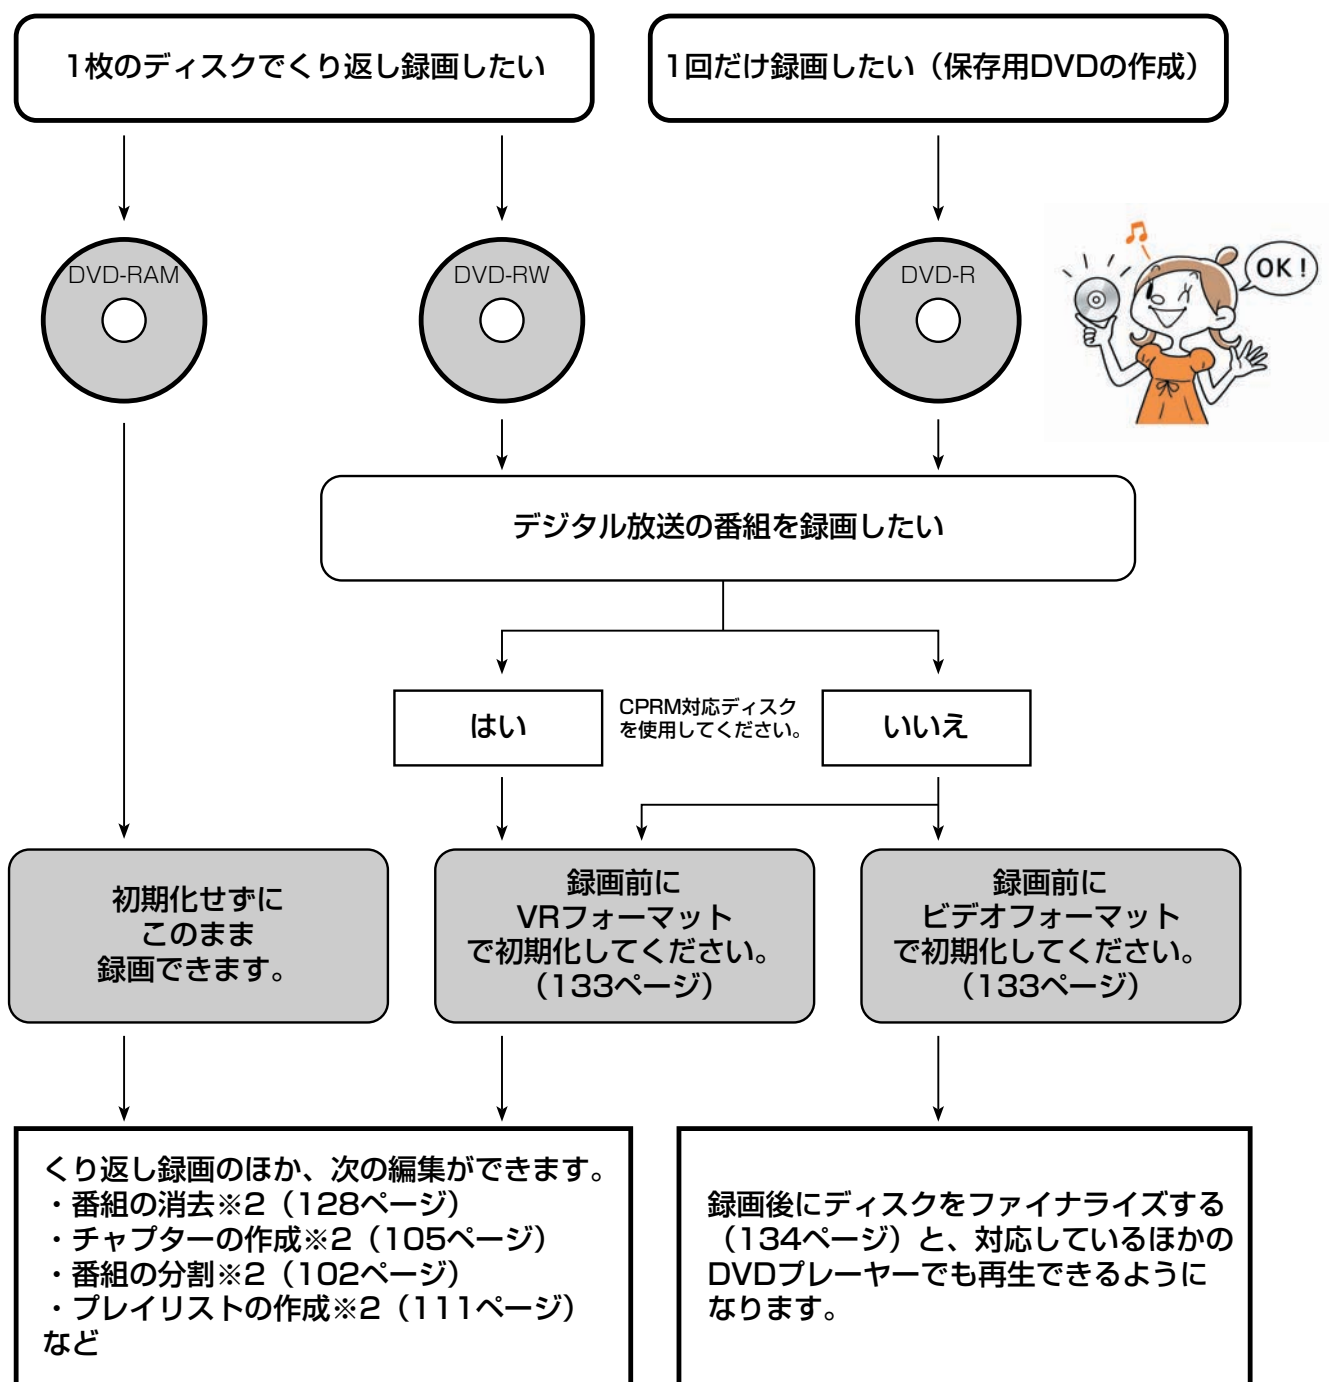 1枚のディスクでくり返し録画したい
1回だけ録画したい（保存用DVDの作成）
DVD-RAM
DVD-RW
DVD-R
OK！
デジタル放送の番組を録画したい
はい
CPRM対応ディスク
を使用してください。
いいえ
初期化せずに
このまま
録画できます。
録画前に
VRフォーマット
で初期化してください。
（133ページ）
録画前に
ビデオフォーマット
で初期化してください。
（133ページ）
くり返し録画のほか、次の編集ができます。
・番組の消去※2（128ページ）
・チャプターの作成※2（105ページ）
・番組の分割※2（102ページ）
・プレイリストの作成※2（111ページ）
など
録画後にディスクをファイナライズする
（134ページ）と、対応しているほかの
DVDプレーヤーでも再生できるように
なります。